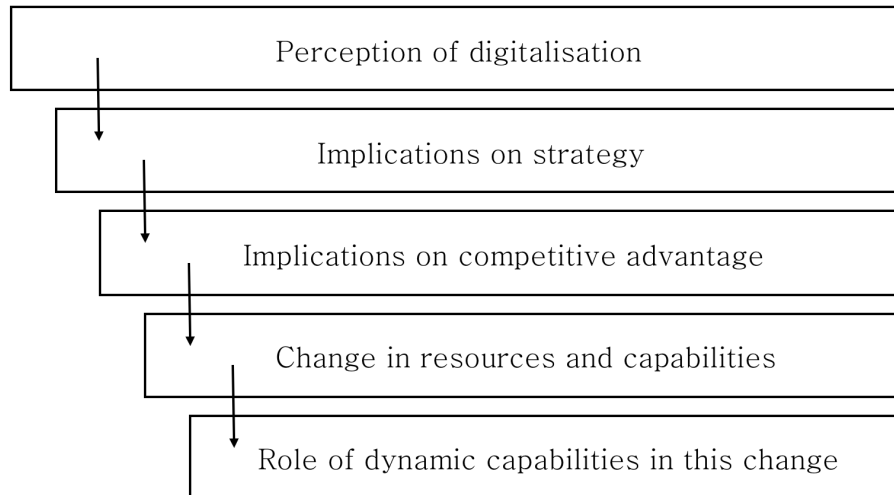 Perception of digitalisation
Implications on strategy
Implications on competitive advantage
Change in resources and capabilities
Role of dynamic capabilities in this change